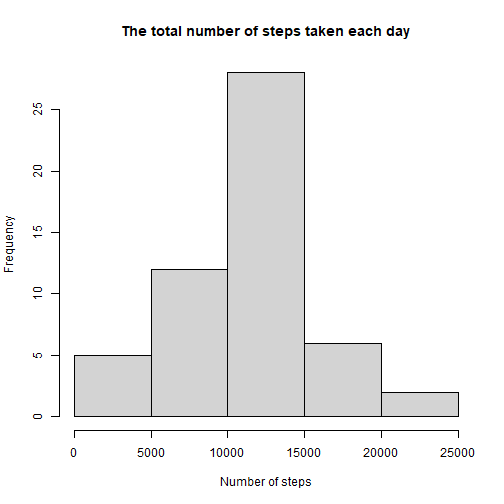 The total number of steps taken each day
25
20
15
10
5
0
Frequency
0 5000 10000 15000 20000 25000
Number of steps